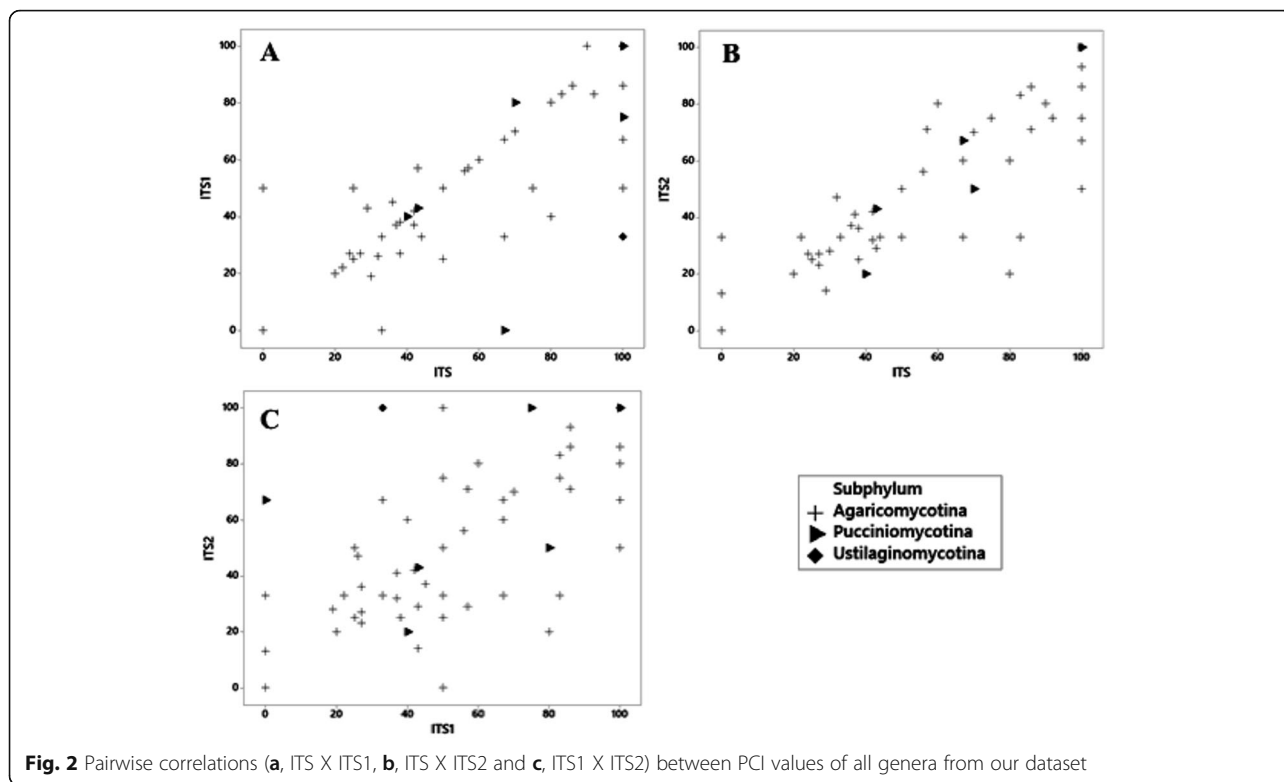 A
100
80
60
40
20
0
ITS1
0 20 40 60 80 100
ITS
B
100
80
60
40
20
0
ITS2
0 20 40 60 80 100
ITS
C
100
80
60
40
20
0
ITS2
0 20 40 60 80 100
ITS1
Subphylum
Agaricomycotina
Pucciniomycotina
Ustilaginomycotina
Fig. 2 Pairwise correlations (a, ITS X ITS1, b, ITS X ITS2 and c, ITS1 X ITS2) between PCI values of all genera from our dataset